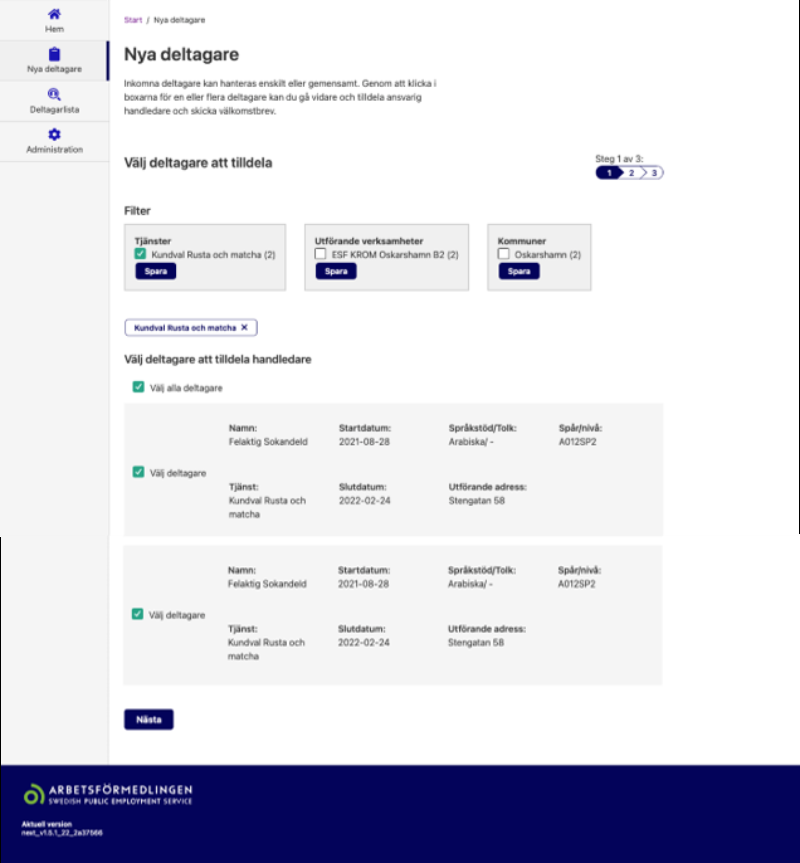 Hem
Nya deltagare
Deltagarlista
Administration
Start / Nya deltagare
Nya deltagare
Inkomna deltagare kan hanteras enskilt eller gemensamt. Genom att klicka i
boxarna för en eller flera deltagare kan du gå vidare och tilldela ansvarig
handledare och skicka välkomstbrev.
Välj deltagare att tilldela
Steg 1 av 3:
1 2 3
Filter
Tjänster
Kundval Rusta och matcha (2)
Spara
Utförande verksamheter
ESF KROM Oskarshamn B2 (2)
Spara
Kommuner
Oskarshamn (2)
Spara
Kundval Rusta och matcha ✕
Välj deltagare att tilldela handledare
Välj alla deltagare
Välj deltagare
Namn:
Felaktig Sokandeld
Startdatum:
2021-08-28
Språkstöd/Tolk:
Arabiska/ -
Spår/nivå:
A012SP2
Tjänst:
Kundval Rusta och
matcha
Slutdatum:
2022-02-24
Utförande adress:
Stengatan 58
Välj deltagare
Namn:
Felaktig Sokandeld
Startdatum:
2021-08-28
Språkstöd/Tolk:
Arabiska/ -
Spår/nivå:
A012SP2
Tjänst:
Kundval Rusta och
matcha
Slutdatum:
2022-02-24
Utförande adress:
Stengatan 58
Nästa
ARBETSFÖRMEDLINGEN
SWEDISH PUBLIC EMPLOYMENT SERVICE
Aktuell version
next_v1.5.1_22_2a37566